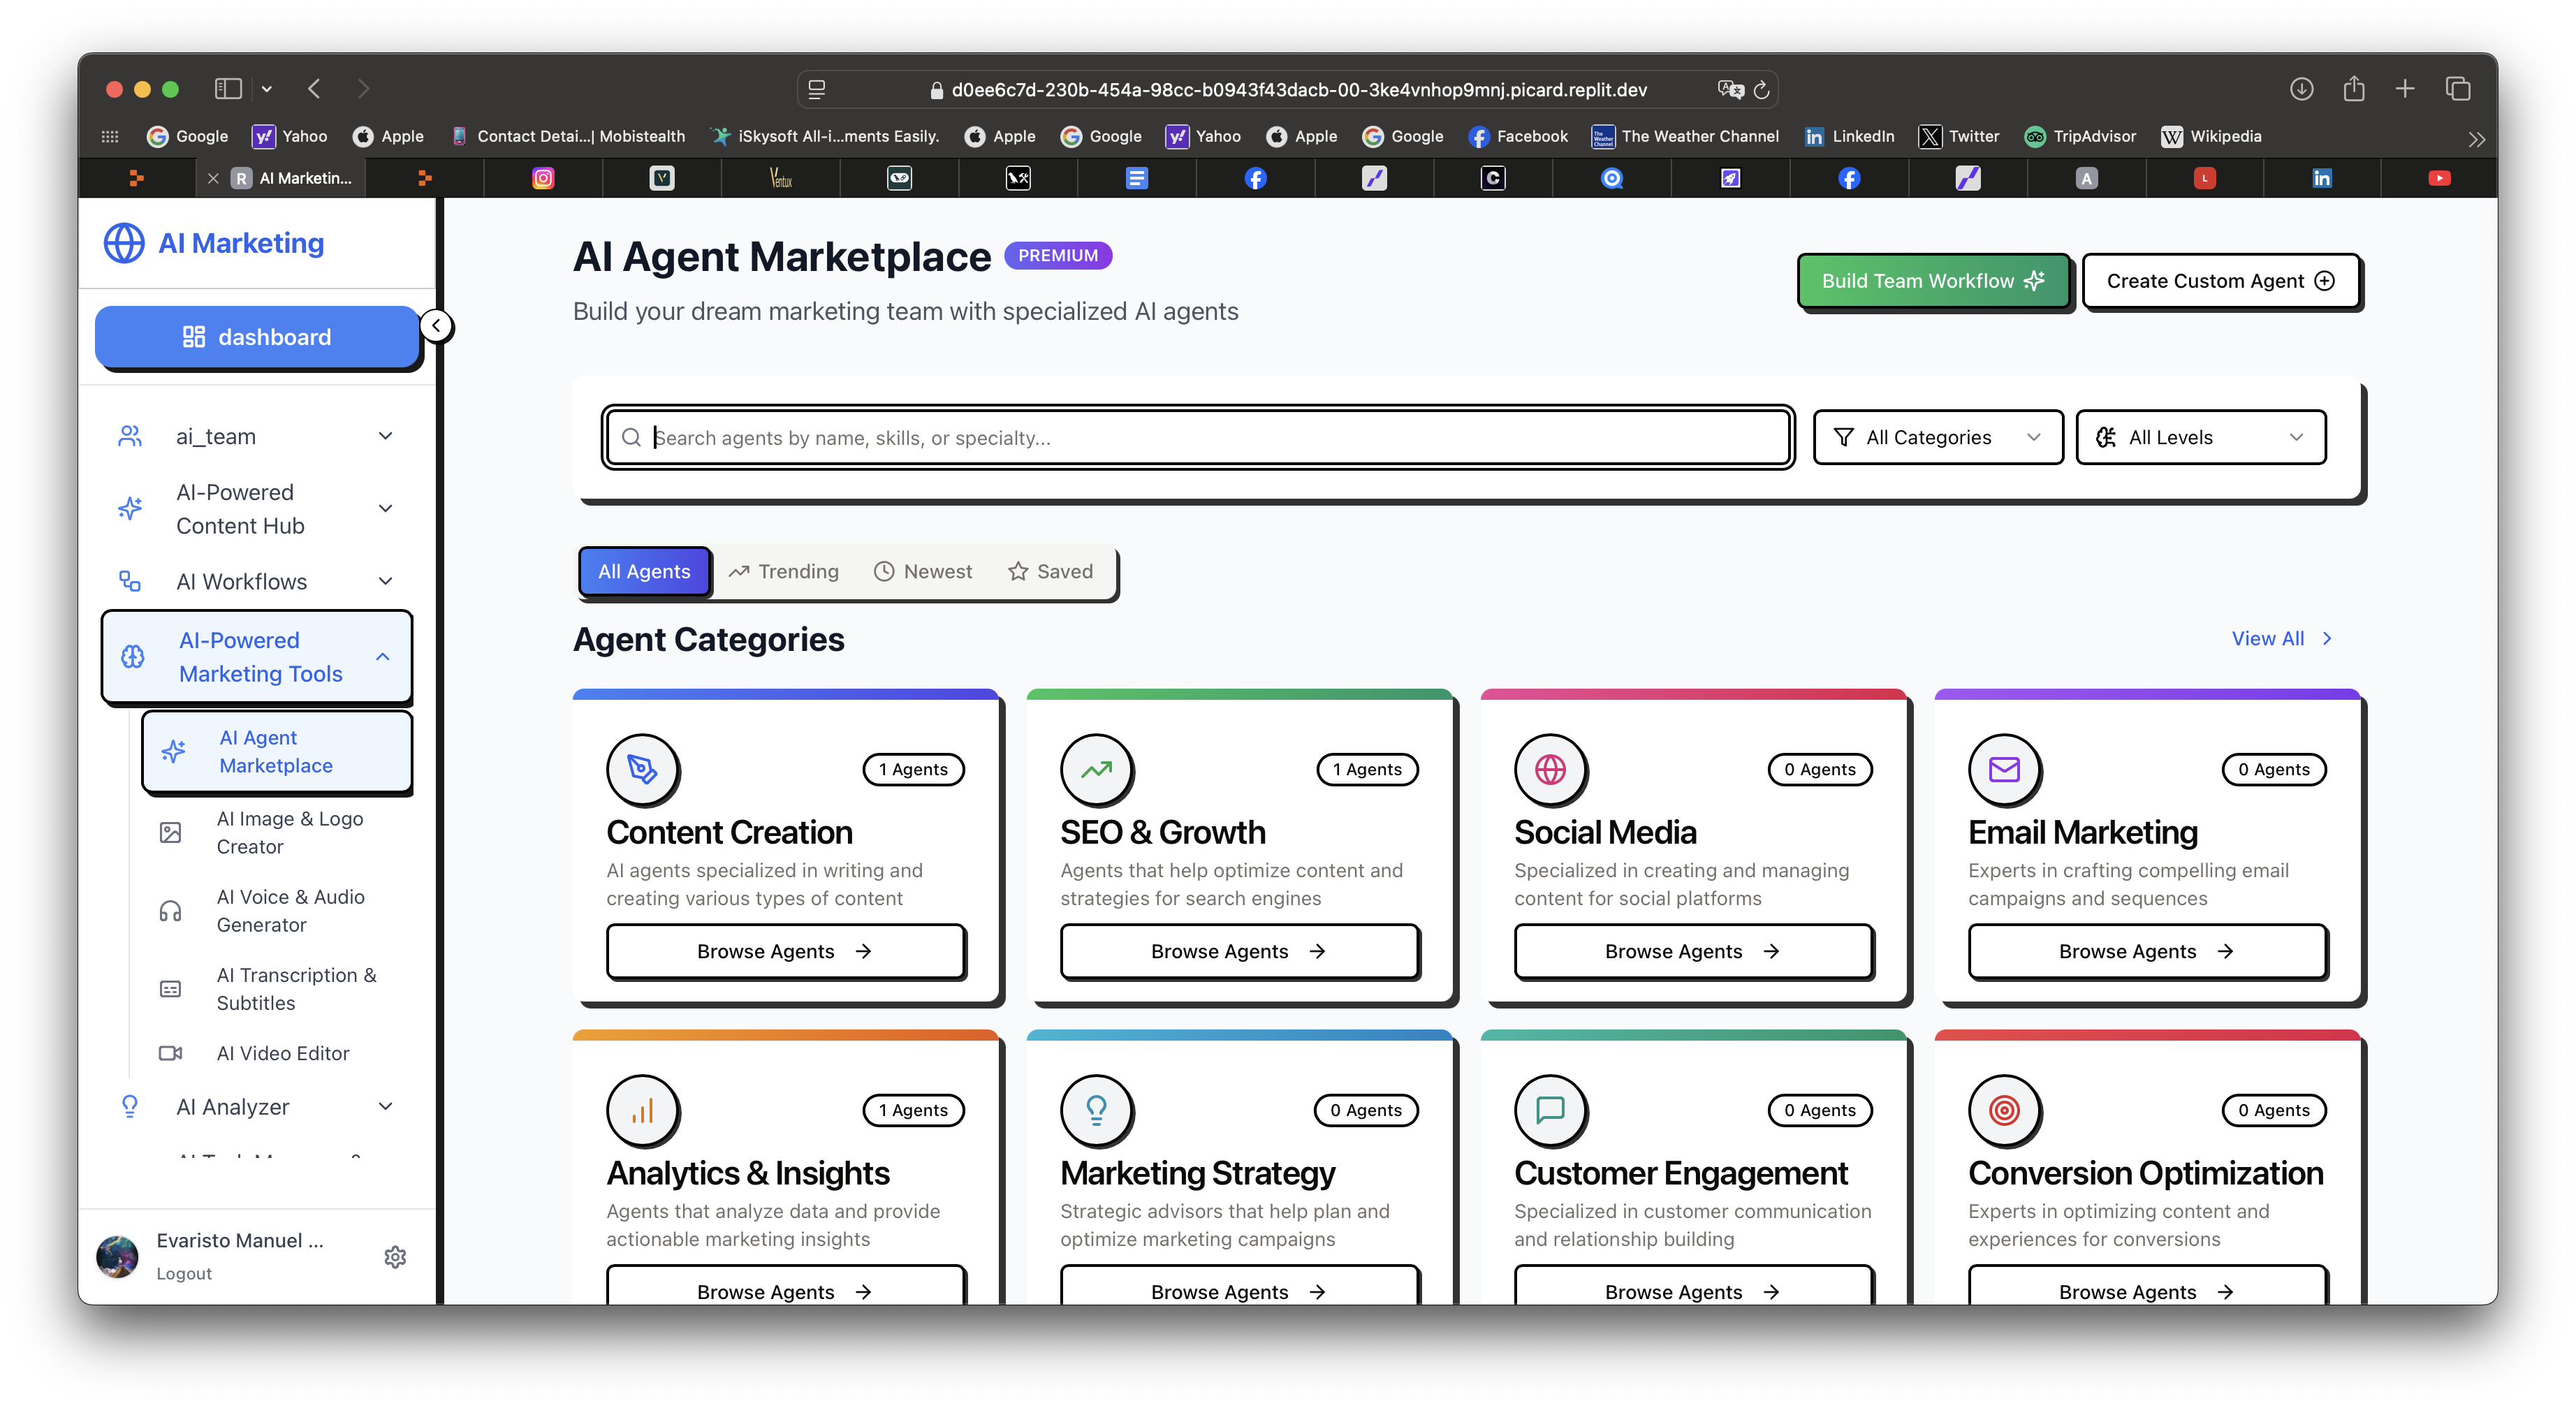 d0ee6c7d-230b-454a-98cc-b0943f43dacb-00-3ke4vnhop9mnj.picard.replit.dev
Google Yahoo Apple Contact Detai...| Mobistealth iSkysoft All-i...ments Easily. Apple Google Yahoo Apple Google Facebook The Weather Channel LinkedIn Twitter TripAdvisor Wikipedia
R AI Marketin... Ventux
AI Marketing
dashboard
ai_team
AI-Powered
Content Hub
AI Workflows
AI-Powered
Marketing Tools
AI Agent
Marketplace
AI Image & Logo
Creator
AI Voice & Audio
Generator
AI Transcription &
Subtitles
AI Video Editor
AI Analyzer
Evaristo Manuel ...
Logout
AI Agent Marketplace PREMIUM
Build your dream marketing team with specialized AI agents
Build Team Workflow Create Custom Agent
Search agents by name, skills, or specialty...
All Categories All Levels
All Agents Trending Newest Saved
Agent Categories View All
1 Agents
Content Creation
AI agents specialized in writing and
creating various types of content
Browse Agents
1 Agents
SEO & Growth
Agents that help optimize content and
strategies for search engines
Browse Agents
0 Agents
Social Media
Specialized in creating and managing
content for social platforms
Browse Agents
0 Agents
Email Marketing
Experts in crafting compelling email
campaigns and sequences
Browse Agents
1 Agents
Analytics & Insights
Agents that analyze data and provide
actionable marketing insights
Browse Agents
0 Agents
Marketing Strategy
Strategic advisors that help plan and
optimize marketing campaigns
Browse Agents
0 Agents
Customer Engagement
Specialized in customer communication
and relationship building
Browse Agents
0 Agents
Conversion Optimization
Experts in optimizing content and
experiences for conversions
Browse Agents